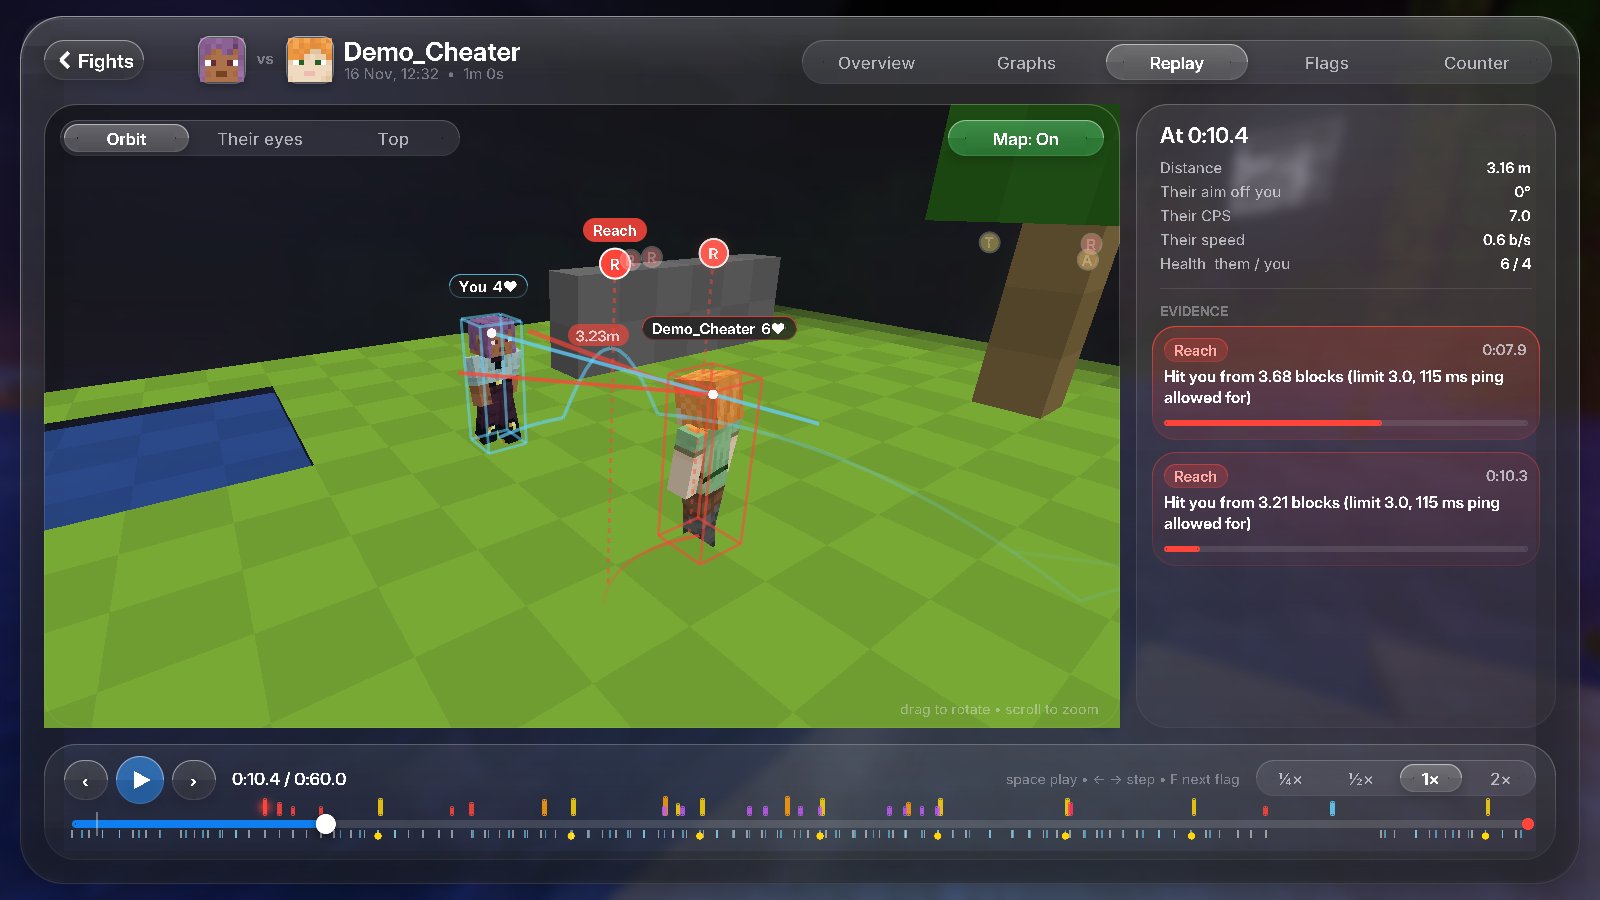 Fights
vs
Demo_Cheater
16 Nov, 12:32 • 1m 0s
Overview
Graphs
Replay
Flags
Counter
Orbit
Their eyes
Top
Map: On
Reach
R
R
R
R
T
R
A
You 4♥
3.23m
Demo_Cheater 6♥
drag to rotate • scroll to zoom
At 0:10.4
Distance 3.16 m
Their aim off you 0°
Their CPS 7.0
Their speed 0.6 b/s
Health them / you 6 / 4
EVIDENCE
Reach 0:07.9
Hit you from 3.68 blocks (limit 3.0, 115 ms ping
allowed for)
Reach 0:10.3
Hit you from 3.21 blocks (limit 3.0, 115 ms ping
allowed for)
0:10.4 / 0:60.0
space play • ← → step • F next flag
¼×
½×
1×
2×